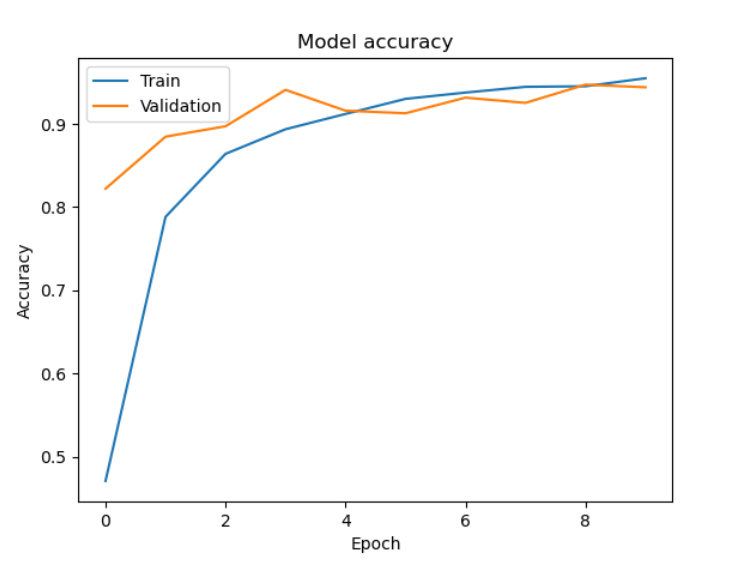 Model accuracy
Train
Validation
0.9
0.8
0.7
0.6
0.5
Accuracy
0 2 4 6 8
Epoch